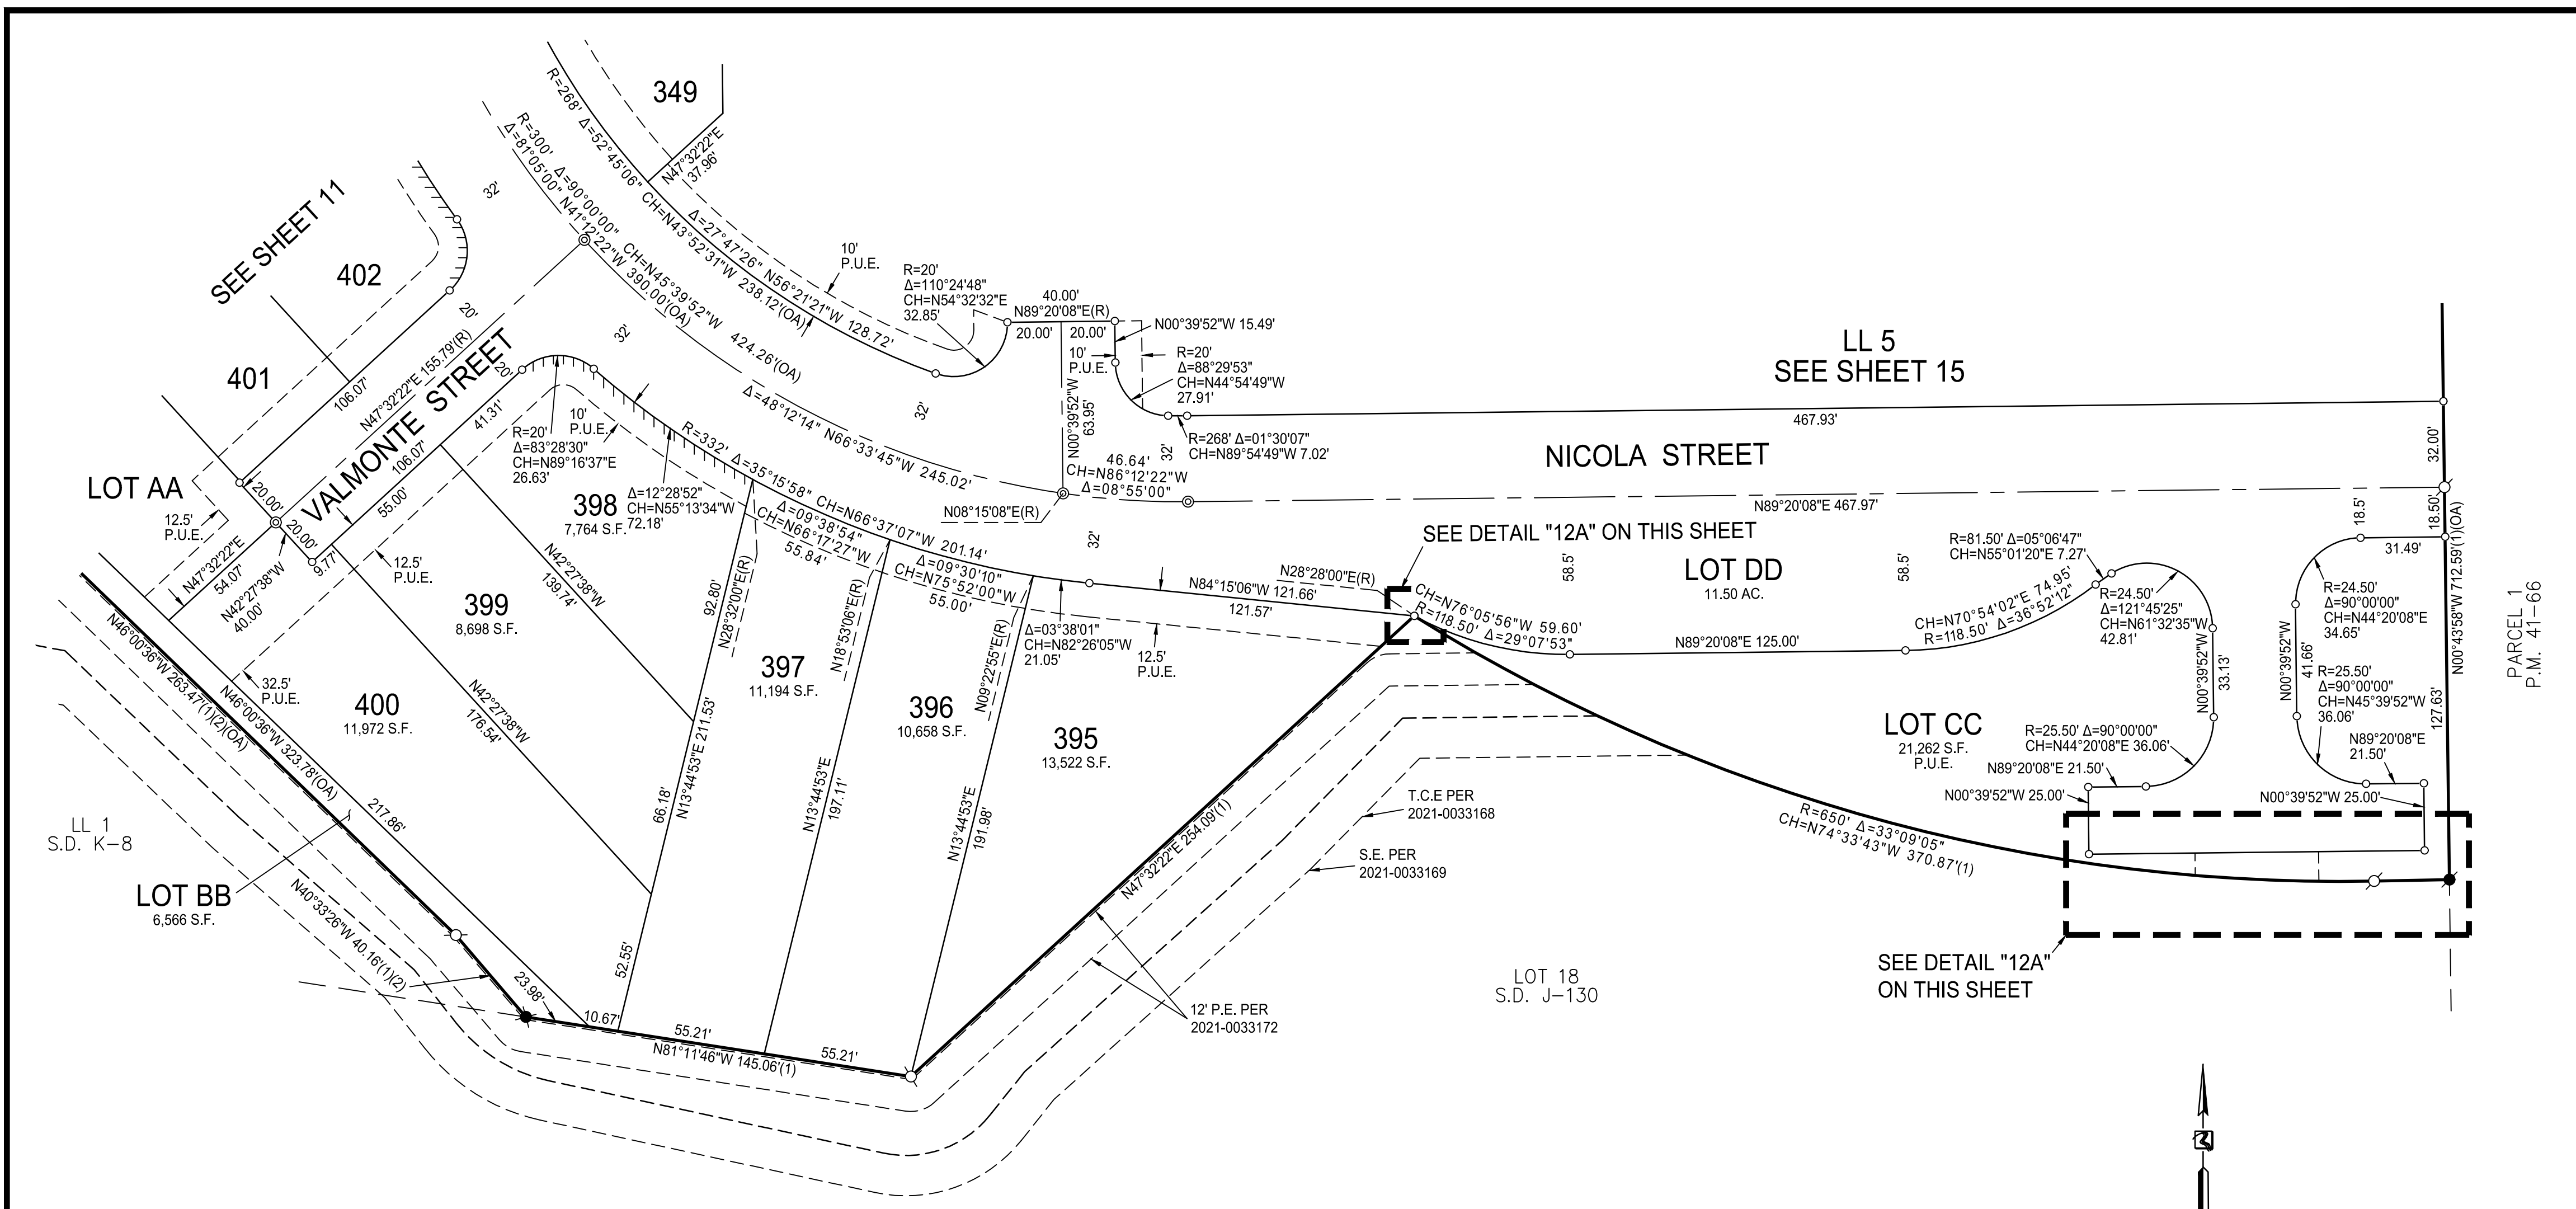 349
R=268' Δ=52°45'06" CH=N43°52'31"W 238.12'(OA)
N47°32'22"E
37.96'
Δ=27°47'26" N56°21'21"W 128.72'
10'
P.U.E.
R=300' Δ=90°00'00" CH=N45°39'52"W 424.26'(OA)
Δ=81°05'00" N41°12'22"W 390.00'(OA)
32'
SEE SHEET 11
402
401
20'
106.07'
N47°32'22"E 155.79'(R)
VALMONTE STREET
20'
32'
R=20'
Δ=110°24'48"
CH=N54°32'32"E
32.85'
40.00'
N89°20'08"E(R)
20.00'
20.00'
N00°39'52"W 15.49'
10'
P.U.E.
R=20'
Δ=88°29'53"
CH=N44°54'49"W
27.91'
N00°39'52"W
63.95'
32'
32'
Δ=48°12'14" N66°33'45"W 245.02'
46.64'
CH=N86°12'22"W
Δ=08°55'00"
R=268' Δ=01°30'07"
CH=N89°54'49"W 7.02'
467.93'
LL 5
SEE SHEET 15
NICOLA STREET
N89°20'08"E 467.97'
32.00'
LOT AA
12.5'
P.U.E.
20.00'
20.00'
41.31'
106.07'
55.00'
9.77'
N47°32'22"E
54.07'
N42°27'38"W
40.00'
12.5'
P.U.E.
R=20'
Δ=83°28'30"
CH=N89°16'37"E
26.63'
10'
P.U.E.
398
7,764 S.F.
Δ=12°28'52"
CH=N55°13'34"W
72.18'
R=332' Δ=35°15'58" CH=N66°37'07"W 201.14'
Δ=09°38'54"
CH=N66°17'27"W
55.84'
Δ=09°30'10"
CH=N75°52'00"W
55.00'
N08°15'08"E(R)
32'
N84°15'06"W 121.66'
121.57'
N28°28'00"E(R)
SEE DETAIL "12A" ON THIS SHEET
CH=N76°05'56"W 59.60'
R=118.50' Δ=29°07'53"
58.5'
LOT DD
11.50 AC.
58.5'
N89°20'08"E 125.00'
CH=N70°54'02"E 74.95'
R=118.50' Δ=36°52'12"
R=81.50' Δ=05°06'47"
CH=N55°01'20"E 7.27'
R=24.50'
Δ=121°45'25"
CH=N61°32'35"W
42.81'
18.5'
18.50'
31.49'
R=24.50'
Δ=90°00'00"
CH=N44°20'08"E
34.65'
N00°43'58"W 712.59'(1)(OA)
PARCEL 1
P.M. 41-66
399
8,698 S.F.
N42°27'38"W
139.74'
92.80'
N28°32'00"E(R)
397
11,194 S.F.
N18°53'06"E(R)
N09°22'55"E(R)
Δ=03°38'01"
CH=N82°26'05"W
21.05'
12.5'
P.U.E.
396
10,658 S.F.
395
13,522 S.F.
400
11,972 S.F.
32.5'
P.U.E.
N42°27'38"W
176.54'
N46°00'36"W 263.47'(1)(2)(OA)
N46°00'36"W 323.78'(OA)
217.86'
66.18'
N13°44'53"E 211.53'
N13°44'53"E
197.11'
N13°44'53"E
191.98'
N47°32'22"E 254.09'(1)
N00°39'52"W
33.13'
N00°39'52"W
41.66'
R=25.50'
Δ=90°00'00"
CH=N45°39'52"W
36.06'
127.63'
LOT CC
21,262 S.F.
P.U.E.
R=25.50' Δ=90°00'00"
CH=N44°20'08"E 36.06'
N89°20'08"E 21.50'
N00°39'52"W 25.00'
N89°20'08"E
21.50'
N00°39'52"W 25.00'
R=650' Δ=33°09'05"
CH=N74°33'43"W 370.87'(1)
T.C.E PER
2021-0033168
S.E. PER
2021-0033169
LL 1
S.D. K-8
LOT BB
6,566 S.F.
N40°33'26"W 40.16'(1)(2)
23.98'
52.55'
10.67'
55.21'
55.21'
N81°11'46"W 145.06'(1)
12' P.E. PER
2021-0033172
LOT 18
S.D. J-130
SEE DETAIL "12A"
ON THIS SHEET